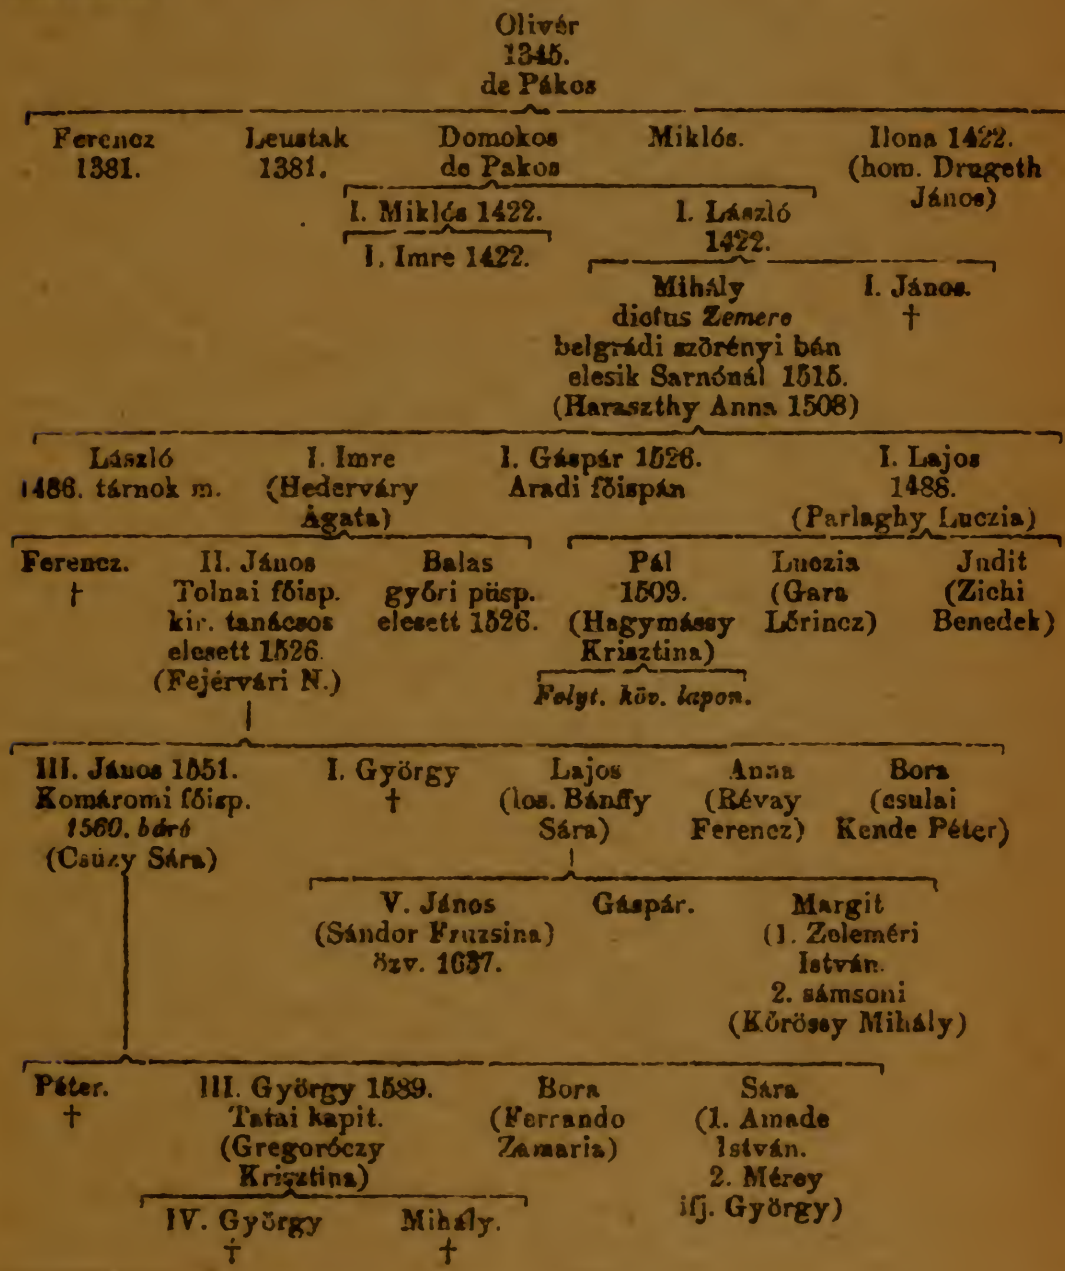 Olivér
1345.
de Pákos
Ferencz Leustak Domokos Miklós. Ilona 1422.
1381. 1381. de Pakos (hom. Drugeth
János)
I. Miklós 1422. I. László
1422.
I. Imre 1422.
Mihály I. János.
dictus Zemere †
belgrádi szörényi bán
elesik Sarnónál 1515.
(Haraszthy Anna 1508)
László I. Imre I. Gáspár 1526. I. Lajos
1486. tárnok m. (Hederváry Aradi főispán 1488.
Ágata) (Parlaghy Luczia)
Ferencz. II. János Balas Pál Luczia Judit
† Tolnai főisp. győri püsp. 1509. (Gara (Zichi
kir. tanácsos elesett 1526. (Hagymássy Lőrincz) Benedek)
elesett 1526. Krisztina)
(Fejérvári N.) Folyt. köv. lapon.
III. János 1551. I. György Lajos Anna Bora
Komáromi főisp. † (los. Bánffy (Révay (csulai
1560. báró Sára) Ferencz) Kende Péter)
(Csúzy Sára)
V. János Gáspár. Margit
(Sándor Fruzsina) (1. Zoleméri
özv. 1637. István.
2. sámsoni
(Kőrössy Mihály)
Péter. III. György 1589. Bora Sára
† Tatai kapit. (Ferrando (1. Amade
(Gregoróczy Zamaria) István.
Krisztina) 2. Mérey
ifj. György)
IV. György Mihály.
† †